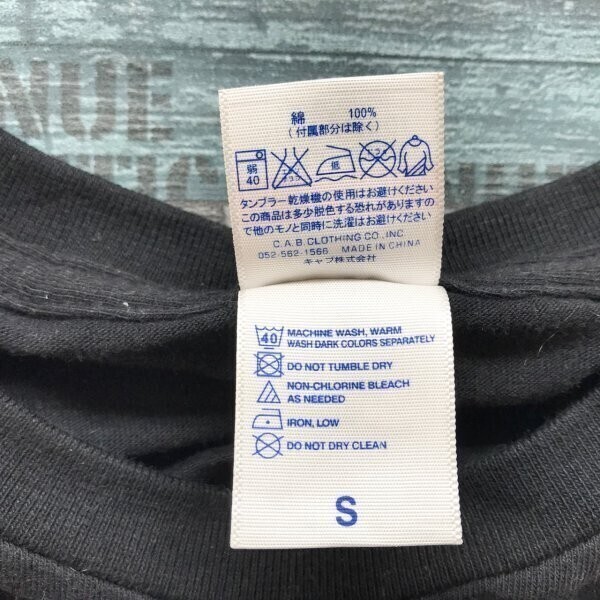 NUE
綿 100%
(付属部分は除く)
弱
40
低
タンブラー乾燥機の使用はお避けください
この商品は多少脱色する恐れがありますの
で他のモノと同時に洗濯はお避けください
C.A.B.CLOTHING CO.,INC.
052-562-1566 MADE IN CHINA
キャブ株式会社
40 MACHINE WASH, WARM
WASH DARK COLORS SEPARATELY
DO NOT TUMBLE DRY
NON-CHLORINE BLEACH
AS NEEDED
IRON, LOW
DO NOT DRY CLEAN
S